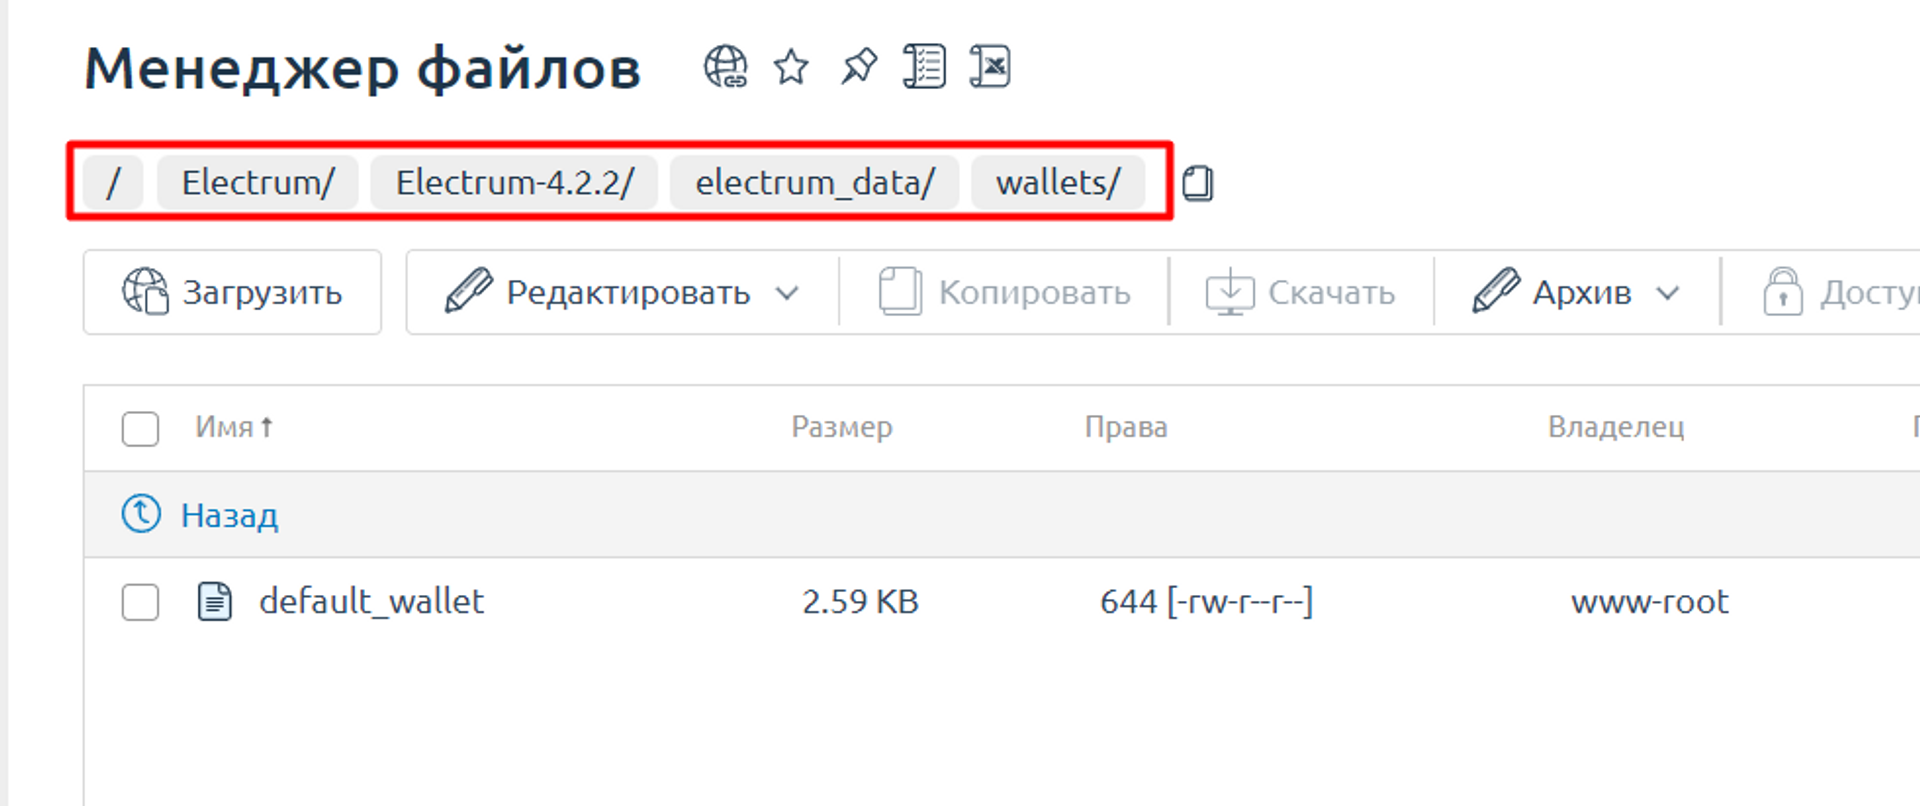 Менеджер файлов
/ Electrum/ Electrum-4.2.2/ electrum_data/ wallets/
Загрузить Редактировать Копировать Скачать Архив
Имя↑ Размер Права Владелец
Назад
default_wallet 2.59 KB 644 [-rw-r--r--] www-root